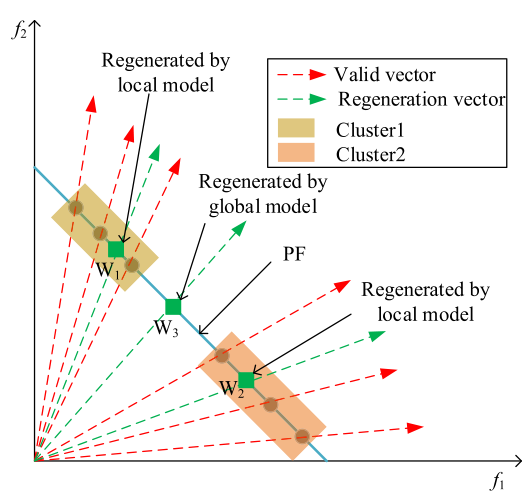 f2
Regenerated by
local model
Valid vector
Regeneration vector
Cluster1
Cluster2
Regenerated by
global model
PF
W1
W3
Regenerated by
local model
W2
f1